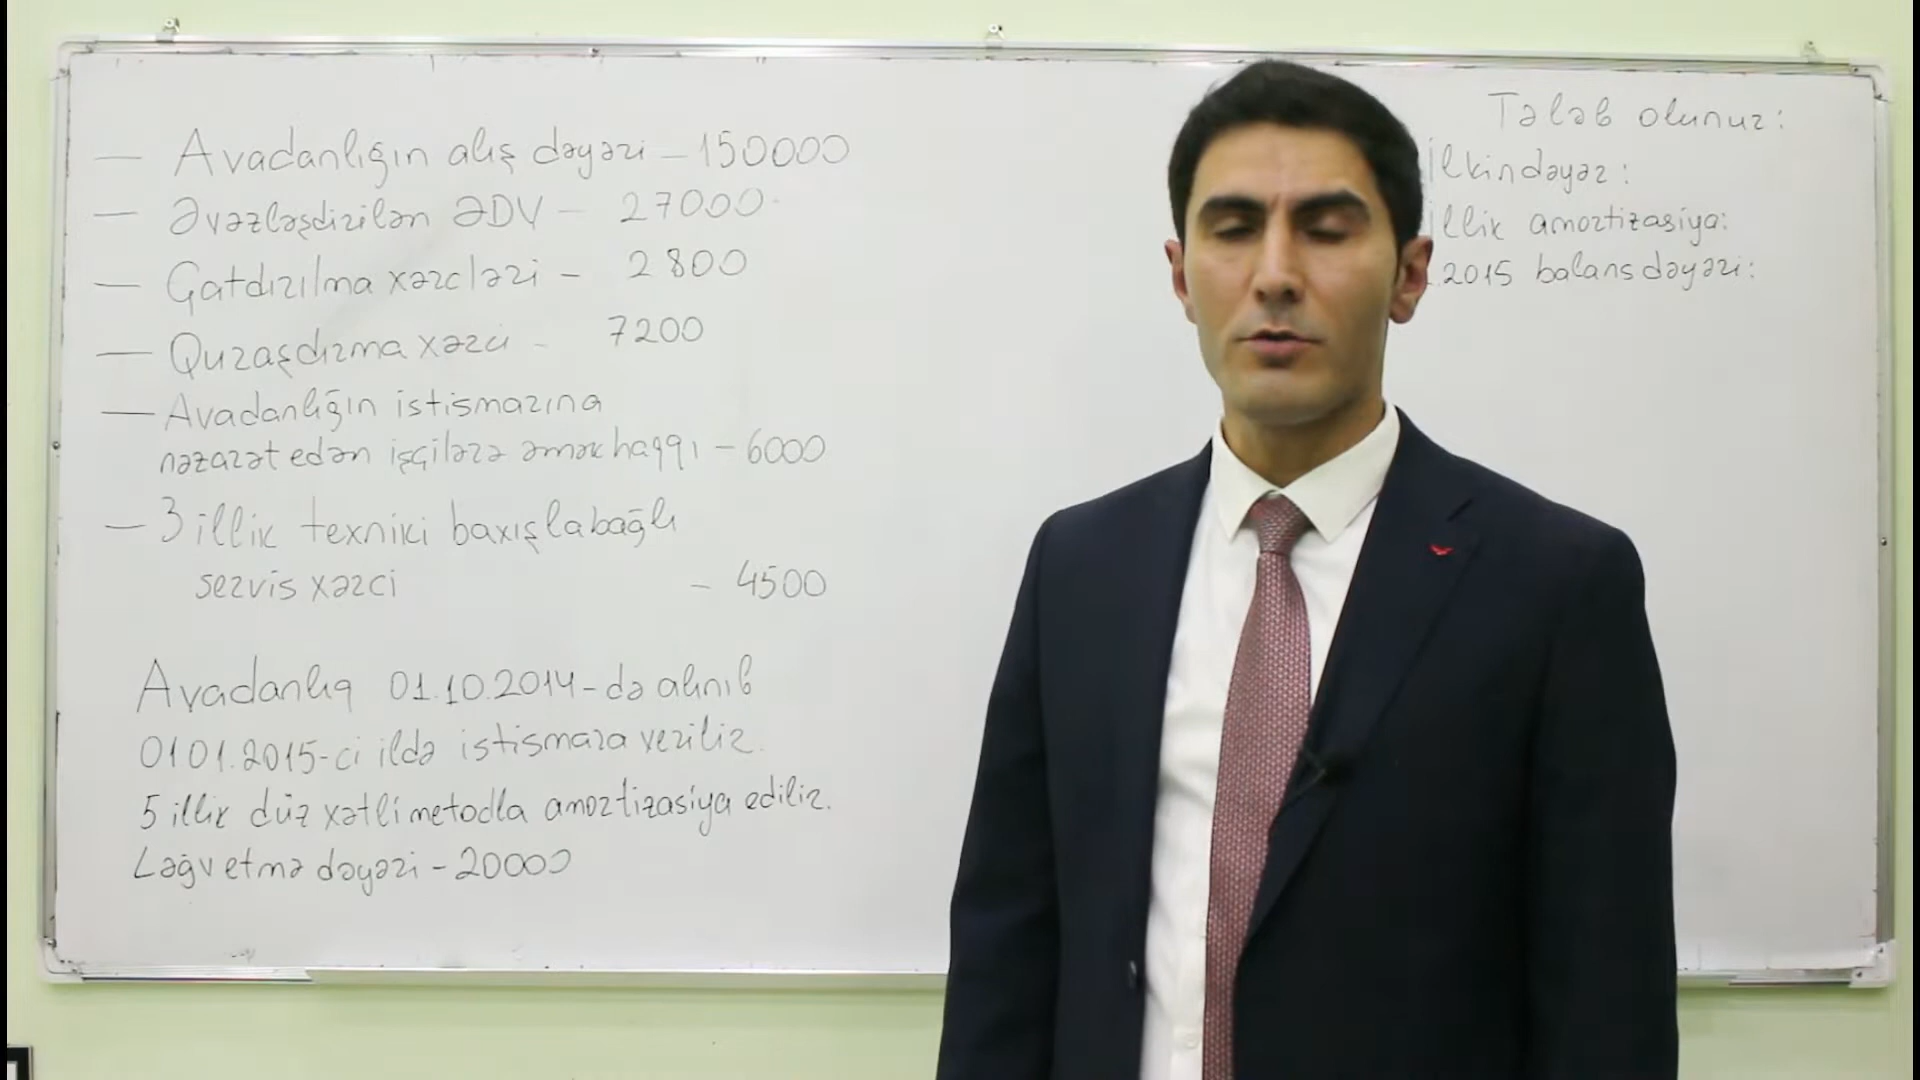 — Avadanlığın alış dəyəri – 150000
— Əvəzləşdirilən ƏDV – 27000
— Çatdırılma xərcləri – 2800
— Quraşdırma xərci – 7200
— Avadanlığın istismarına
nəzarət edən işçilərə əmək haqqı – 6000
— 3 illik texniki baxışla bağlı
servis xərci – 4500
Avadanlıq 01.10.2014-də alınıb
01.01.2015-ci ildə istismara verilir.
5 illik düz xətli metodla amortizasiya edilir.
Ləğvetmə dəyəri – 20000
Tələb olunur:
İlkin dəyər:
İllik amortizasiya:
.2015 balans dəyəri: